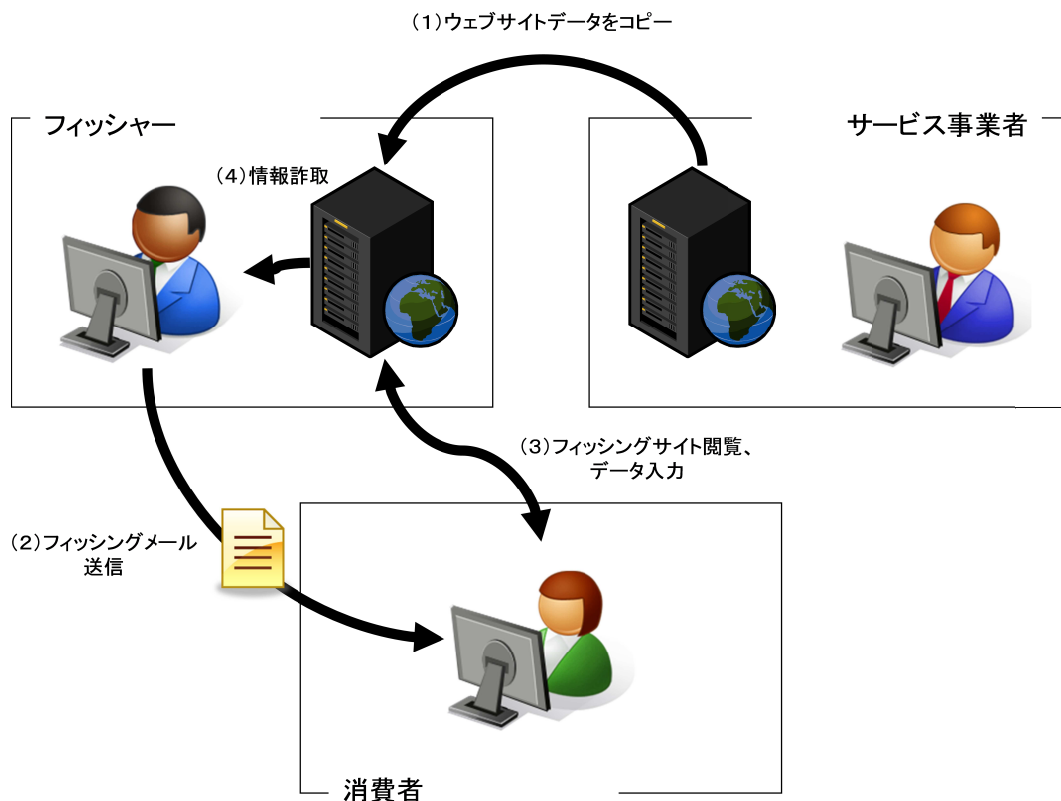 (1)ウェブサイトデータをコピー
フィッシャー
サービス事業者
(4)情報詐取
(3)フィッシングサイト閲覧、
データ入力
(2)フィッシングメール
送信
消費者